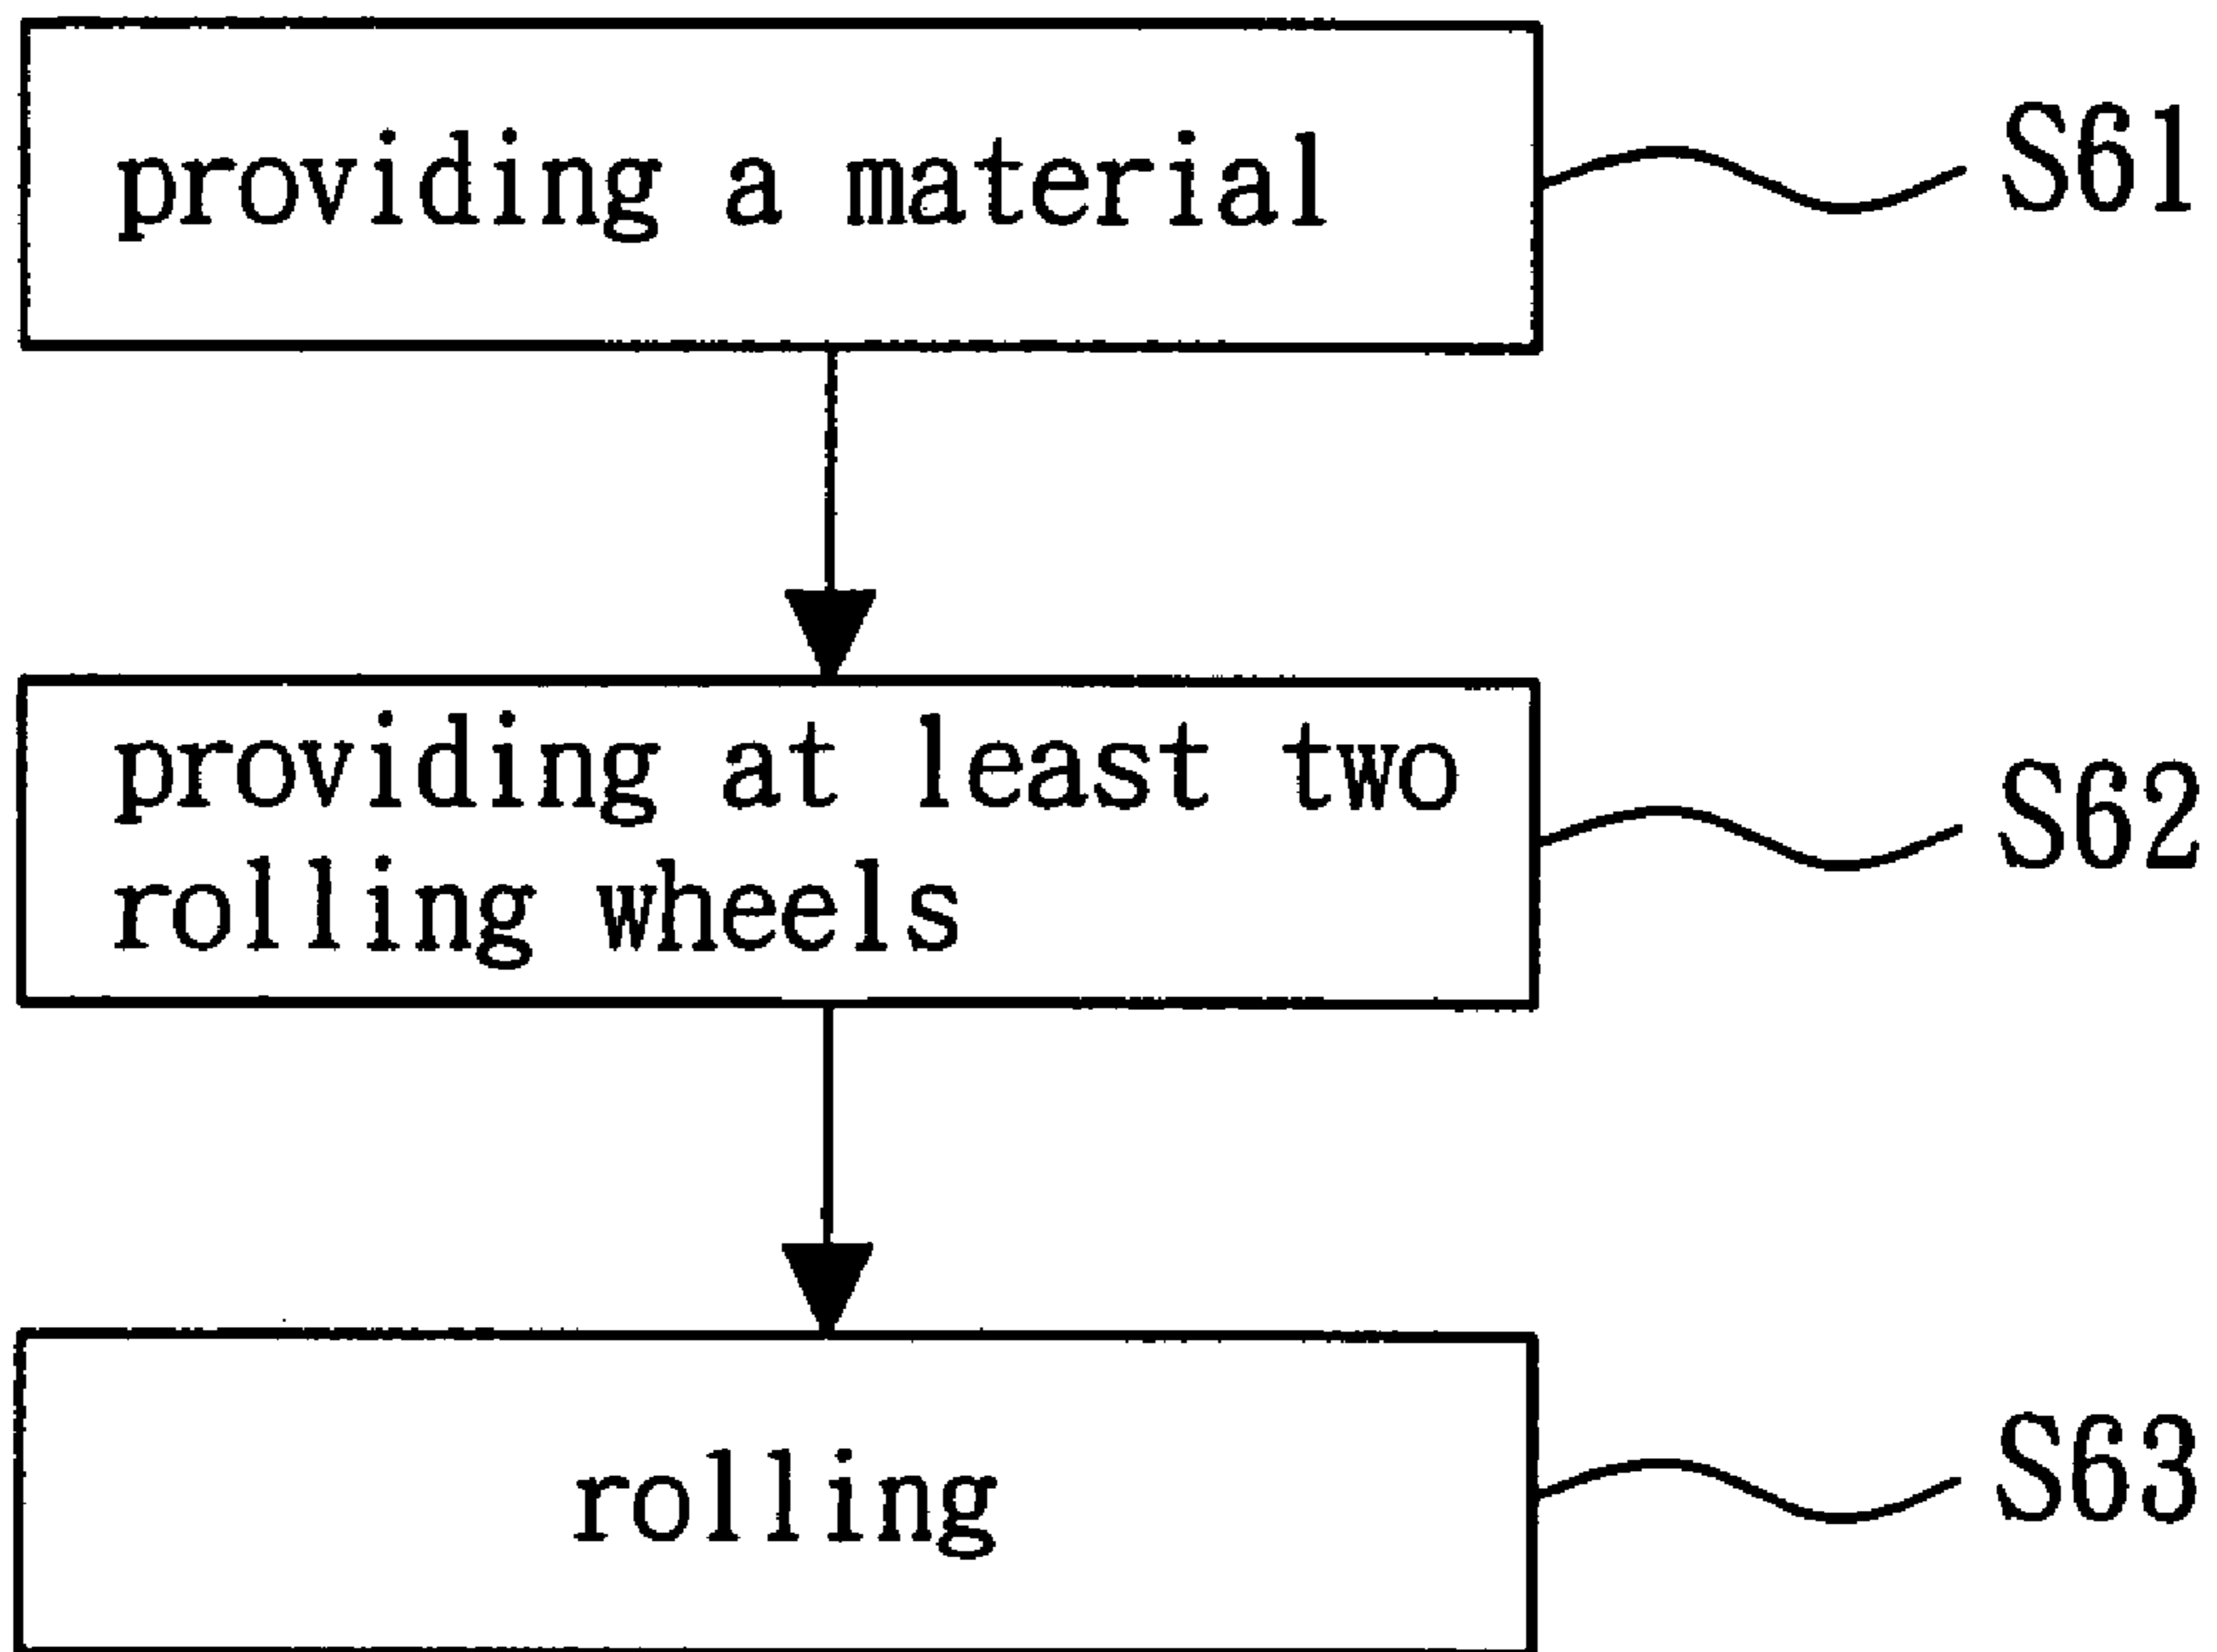 providing a material
S61
providing at least two
rolling wheels
S62
rolling
S63